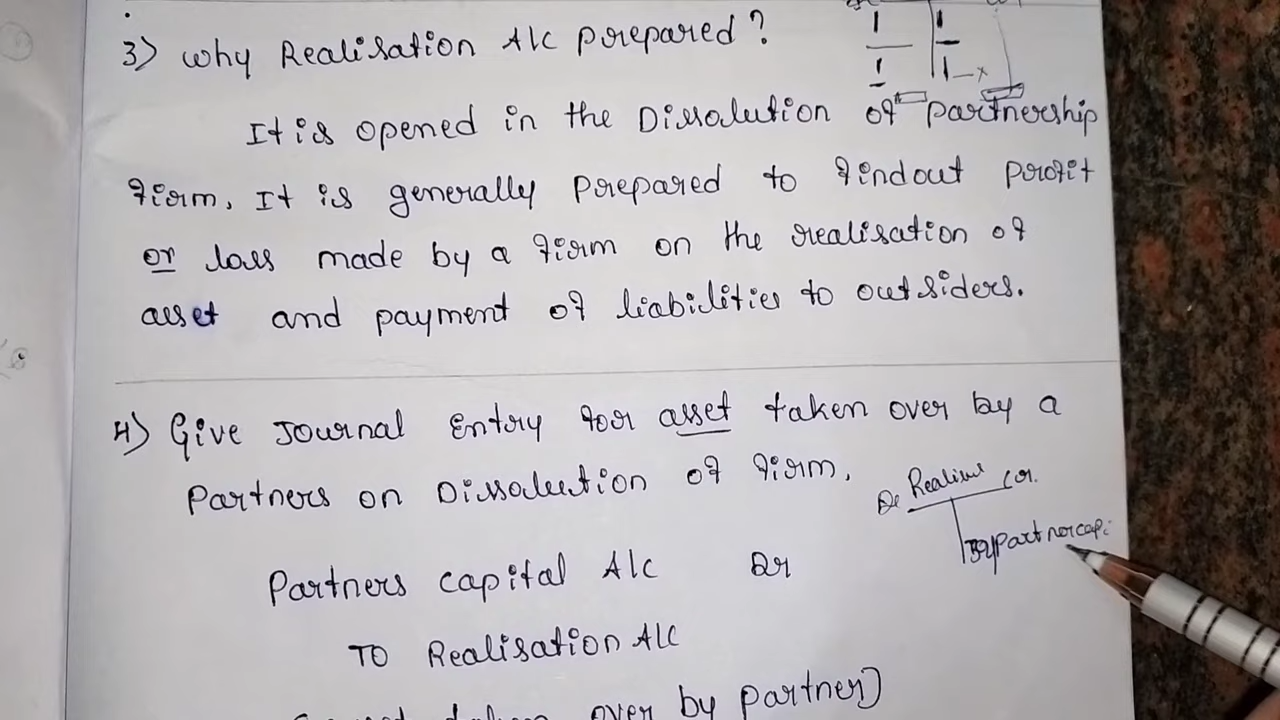 3) Why Realisation A/C prepared?
It is opened in the Dissolution of partnership
firm, It is generally prepared to findout profit
or loss made by a firm on the realisation of
asset and payment of liabilities to outsiders.
4) Give Journal Entry for asset taken over by a
Partners on Dissolution of firm.
Dr Realisa Cr.
By Partner capi
Partners capital A/C Dr
To Realisation A/C
taken over by partner)